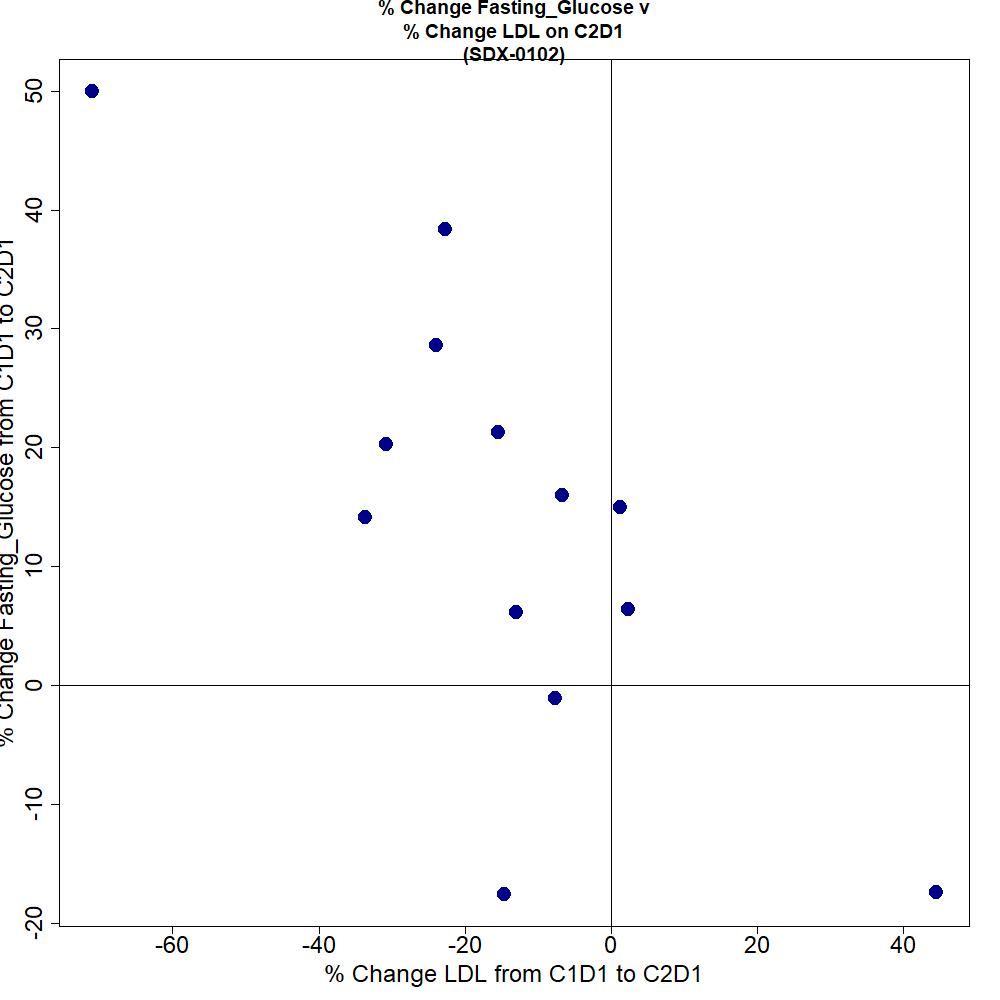 % Change Fasting_Glucose v
% Change LDL on C2D1
(SDX-0102)
% Change Fasting_Glucose from C1D1 to C2D1
50
40
30
20
10
0
-10
-20
-60
-40
-20
0
20
40
% Change LDL from C1D1 to C2D1